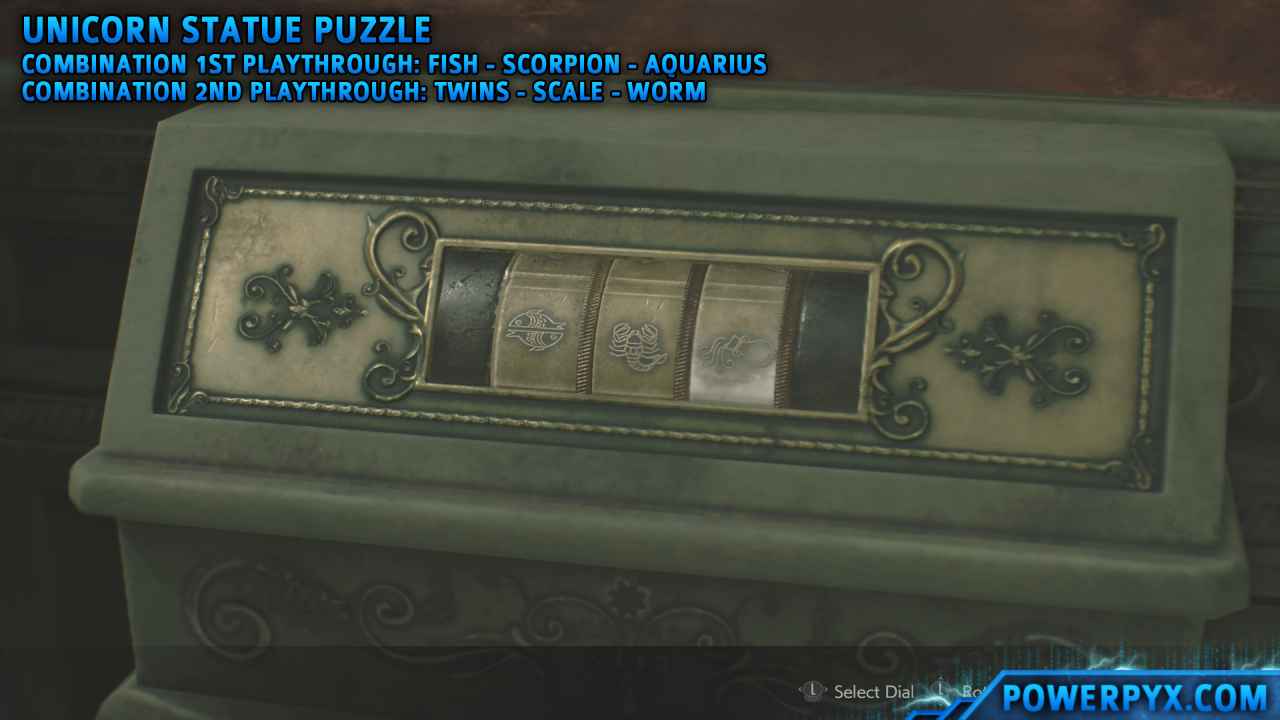 UNICORN STATUE PUZZLE
COMBINATION 1ST PLAYTHROUGH: FISH - SCORPION - AQUARIUS
COMBINATION 2ND PLAYTHROUGH: TWINS - SCALE - WORM
L Select Dial L
POWERPYX.COM